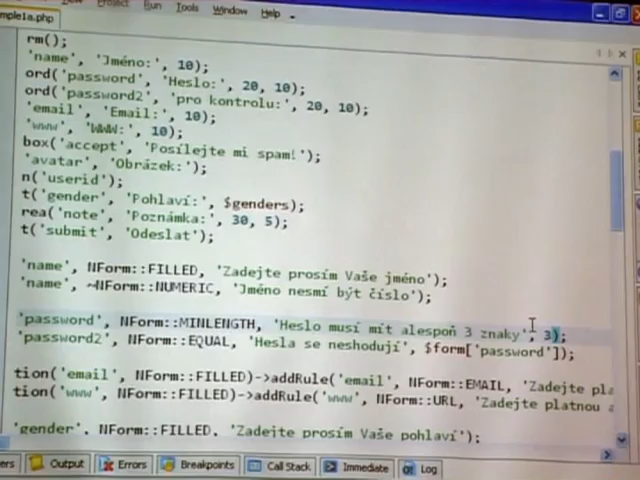 Project Run Tools Window Help
mple1a.php
rm();
'name', 'Jméno:', 10);
ord('password', 'Heslo:', 20, 10);
ord('password2', 'pro kontrolu:', 20, 10);
'email', 'Email:', 10);
'www', 'WWW:', 10);
box('accept', 'Posílejte mi spam!');
'avatar', 'Obrázek:');
n('userid');
t('gender', 'Pohlaví:', $genders);
rea('note', 'Poznámka:', 30, 5);
t('submit', 'Odeslat');
'name', NForm::FILLED, 'Zadejte prosím Vaše jméno');
'name', ~NForm::NUMERIC, 'Jméno nesmí být číslo');
'password', NForm::MINLENGTH, 'Heslo musí mít alespoň 3 znaky', 3);
'password2', NForm::EQUAL, 'Hesla se neshodují', $form['password']);
tion('email', NForm::FILLED)->addRule('email', NForm::EMAIL, 'Zadejte pla
tion('www', NForm::FILLED)->addRule('www', NForm::URL, 'Zadejte platnou a
'gender', NForm::FILLED, 'Zadejte prosím Vaše pohlaví');
ers Output Errors Breakpoints Call Stack Immediate Log